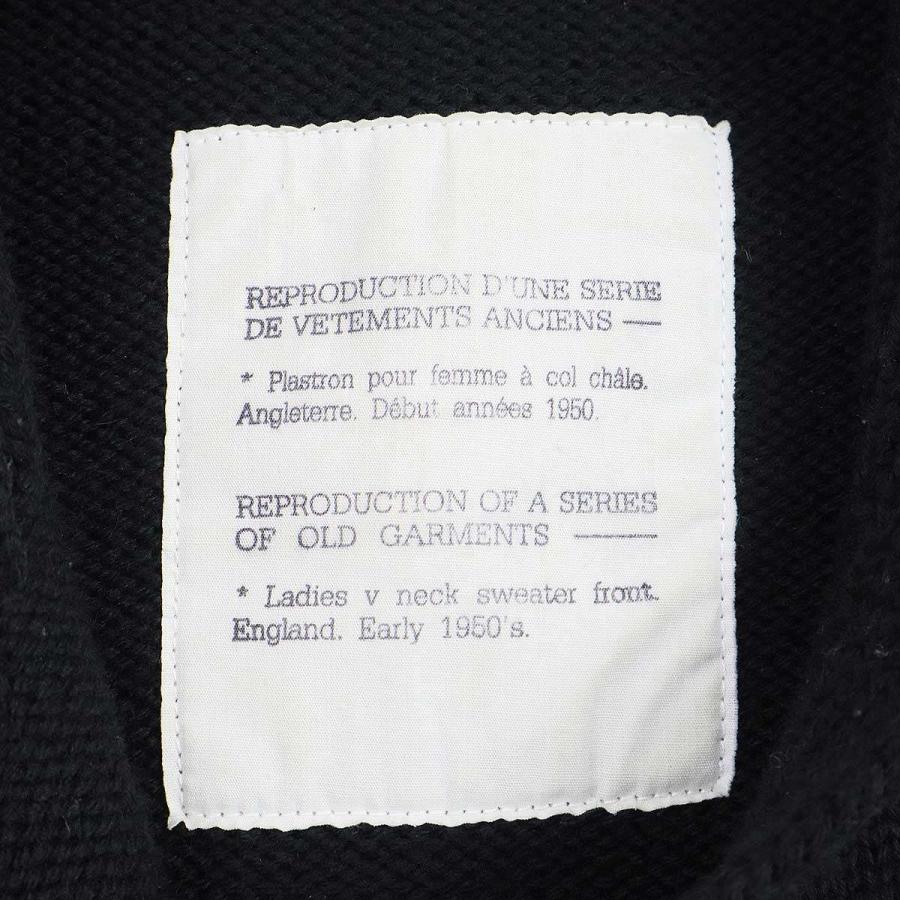 REPRODUCTION D'UNE SERIE
DE VETEMENTS ANCIENS —
* Plastron pour femme à col châle.
Angleterre. Début années 1950.
REPRODUCTION OF A SERIES
OF OLD GARMENTS —
* Ladies v neck sweater front.
England. Early 1950's.